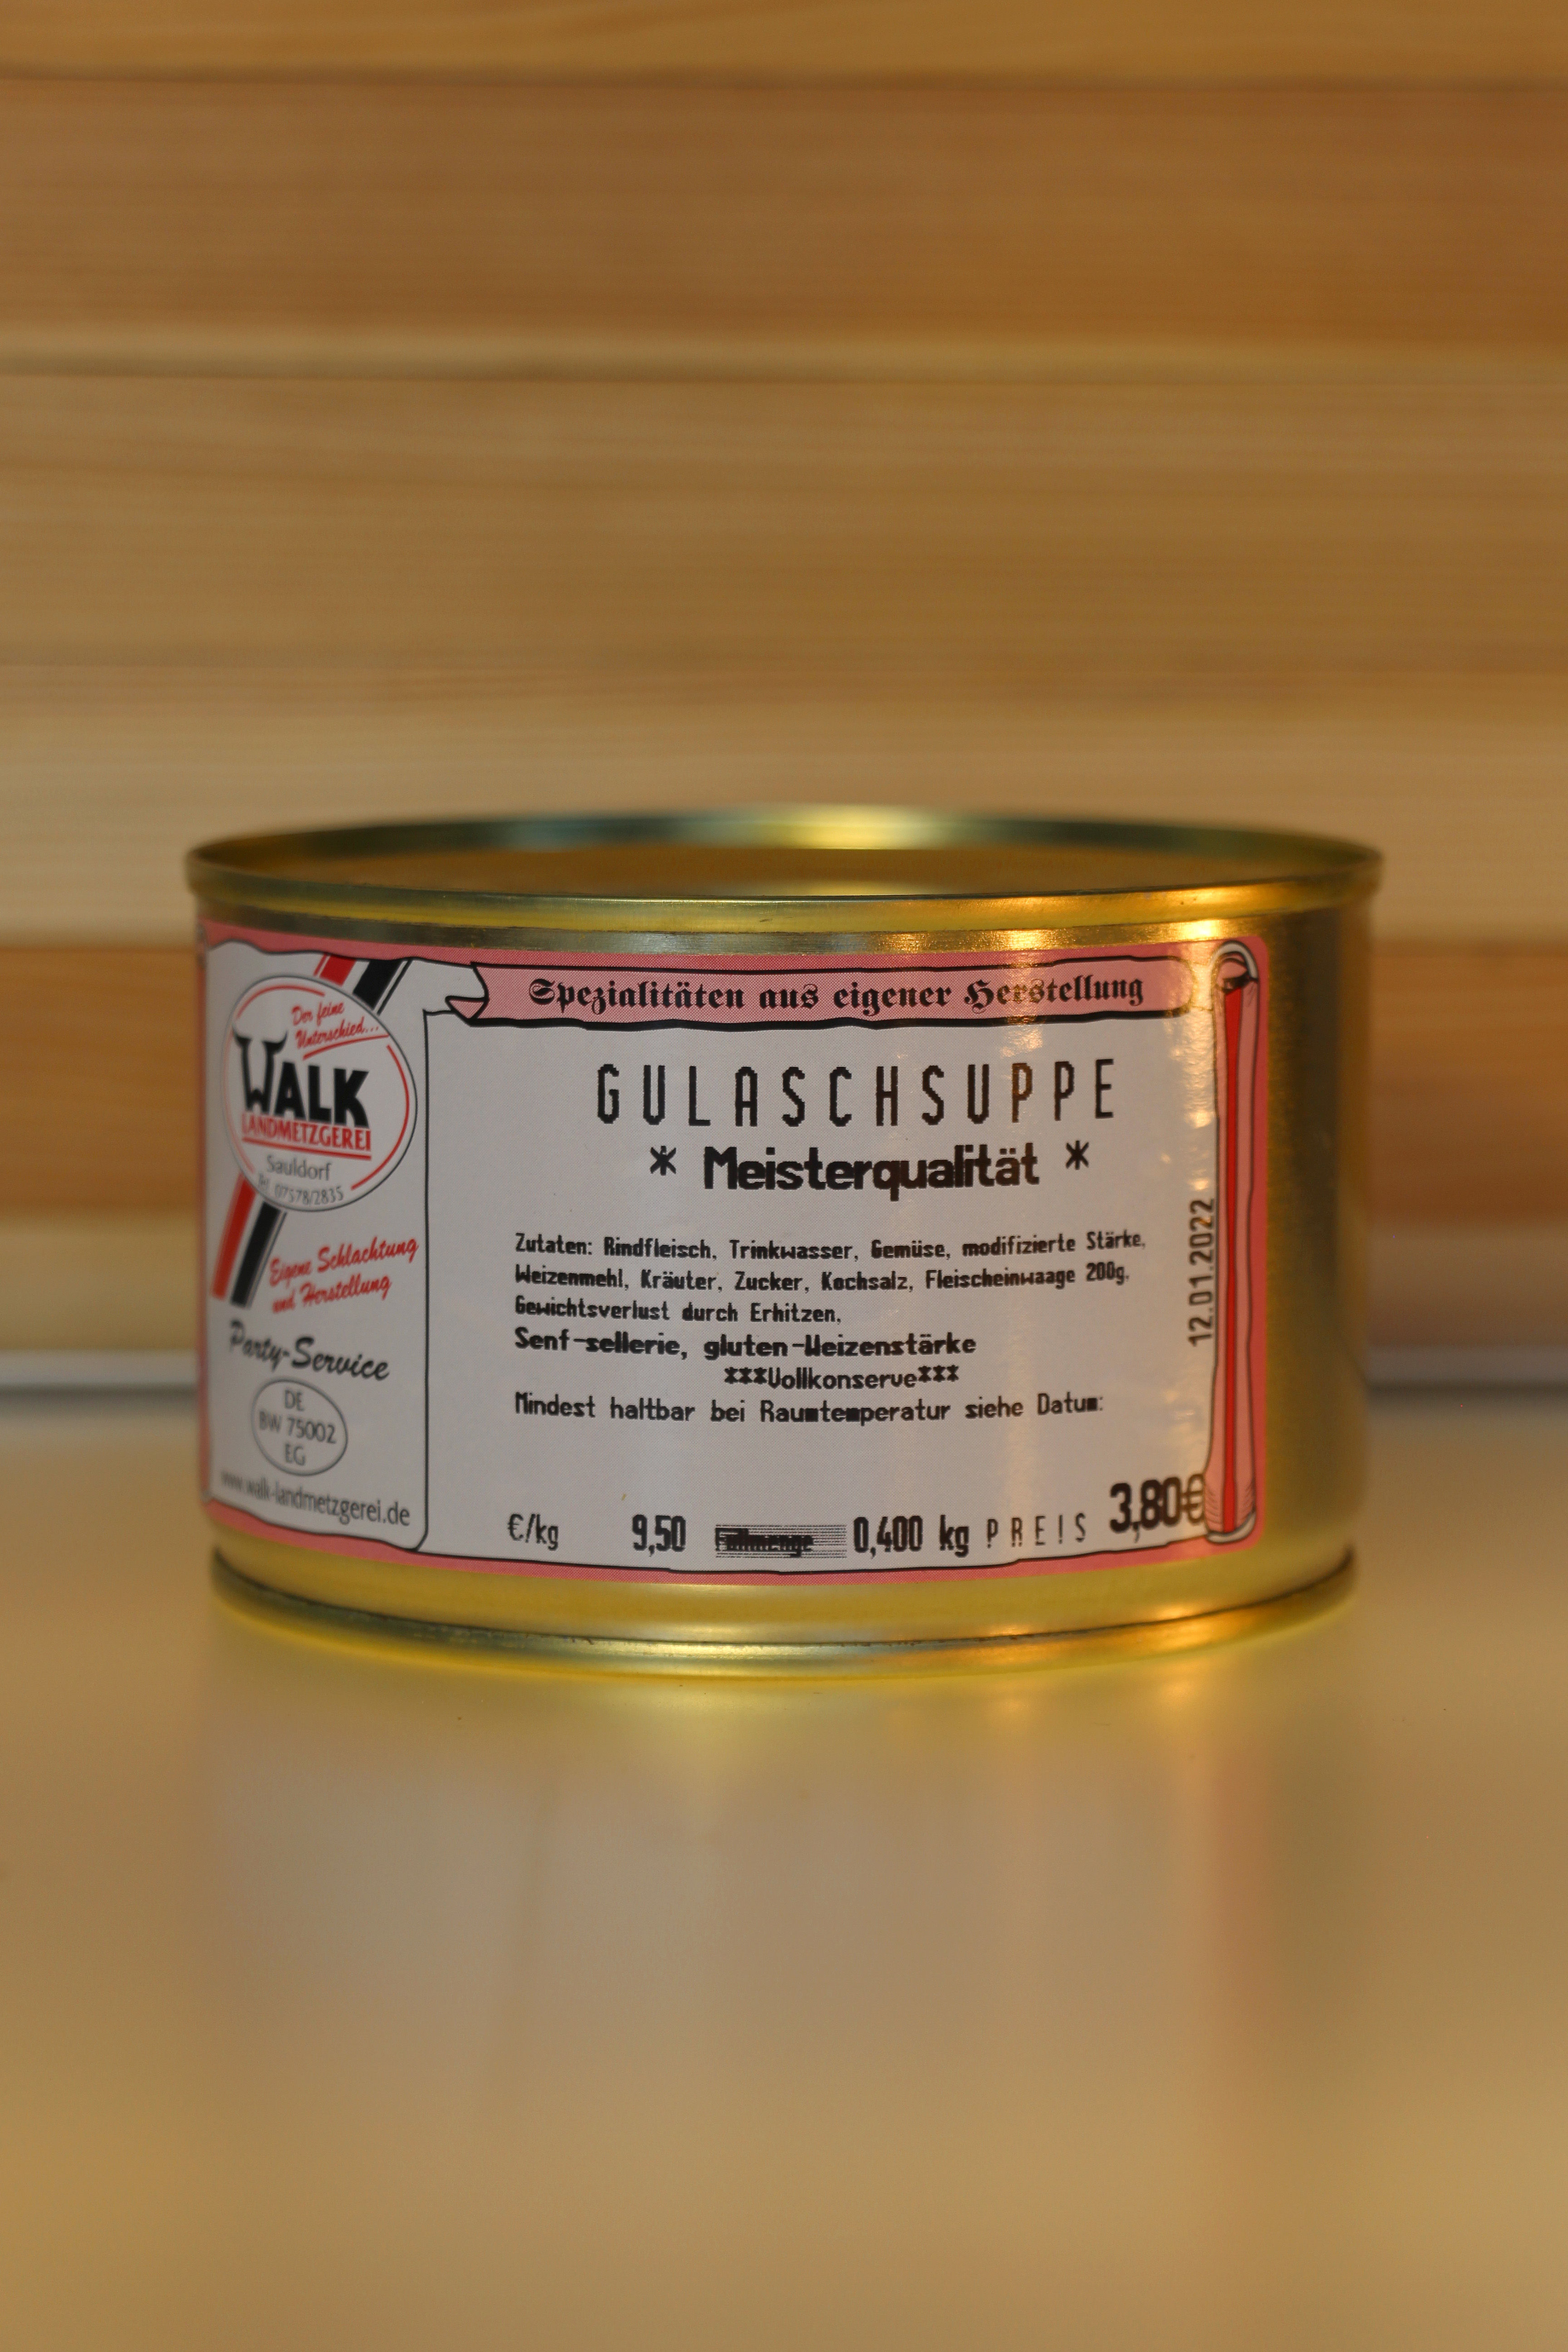 Der feine
Unterschied...
WALK
LANDMETZGEREI
Sauldorf
Tel. 07578/2835
Eigene Schlachtung
und Herstellung
Party-Service
DE
BW 75002
EG
www.walk-landmetzgerei.de
Spezialitäten aus eigener Herstellung
GULASCHSUPPE
* Meisterqualität *
Zutaten: Rindfleisch, Trinkwasser, Gemüse, modifizierte Stärke,
Weizenmehl, Kräuter, Zucker, Kochsalz, Fleischeinwaage 200g.
Gewichtsverlust durch Erhitzen,
Senf-sellerie, gluten-Weizenstärke
***Vollkonserve***
Mindest haltbar bei Raumtemperatur siehe Datum:
12.01.2022
€/kg 9,50 Füllmenge 0,400 kg PREIS 3,80€